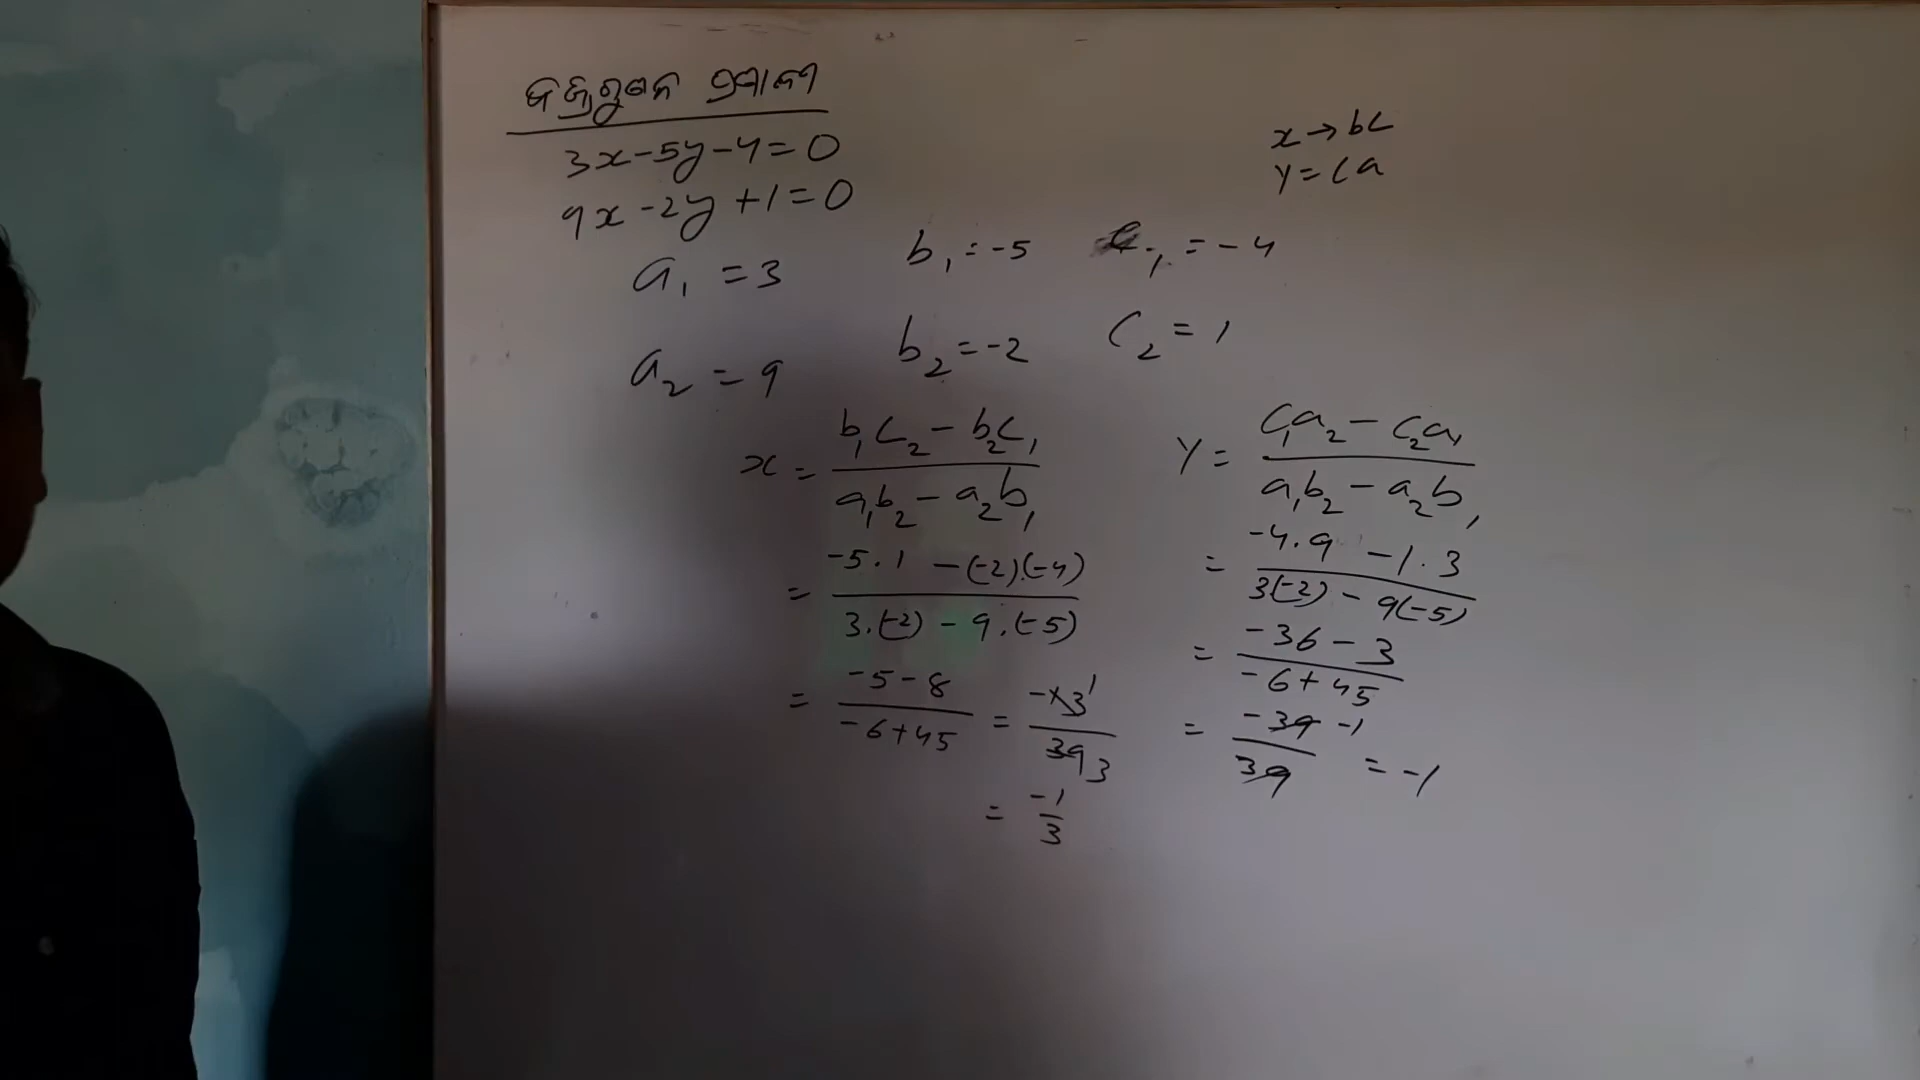 ବଜ୍ରଗୁଣନ ପ୍ରଣାଳୀ
3x-5y-4=0
9x-2y+1=0
x→bc
y=ca
a₁=3 b₁=-5 c₁=-4
a₂=9 b₂=-2 c₂=1
x = (b₁c₂-b₂c₁)/(a₁b₂-a₂b₁)
= (-5.1-(-2)(-4))/(3.(-2)-9.(-5))
= (-5-8)/(-6+45) = -13 1/39 3
= -1/3
y = (c₁a₂-c₂a₁)/(a₁b₂-a₂b₁)
= (-4.9-1.3)/(3(-2)-9(-5))
= (-36-3)/(-6+45)
= -39 -1/39 = -1